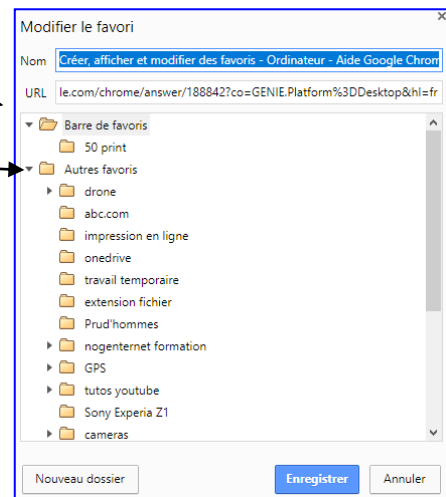 Modifier le favori
Nom Créer, afficher et modifier des favoris - Ordinateur - Aide Google Chrom
URL le.com/chrome/answer/188842?co=GENIE.Platform%3DDesktop&hl=fr
Barre de favoris
50 print
Autres favoris
drone
abc.com
impression en ligne
onedrive
travail temporaire
extension fichier
Prud'hommes
nogenternet formation
GPS
tutos youtube
Sony Experia Z1
cameras
Nouveau dossier Enregistrer Annuler